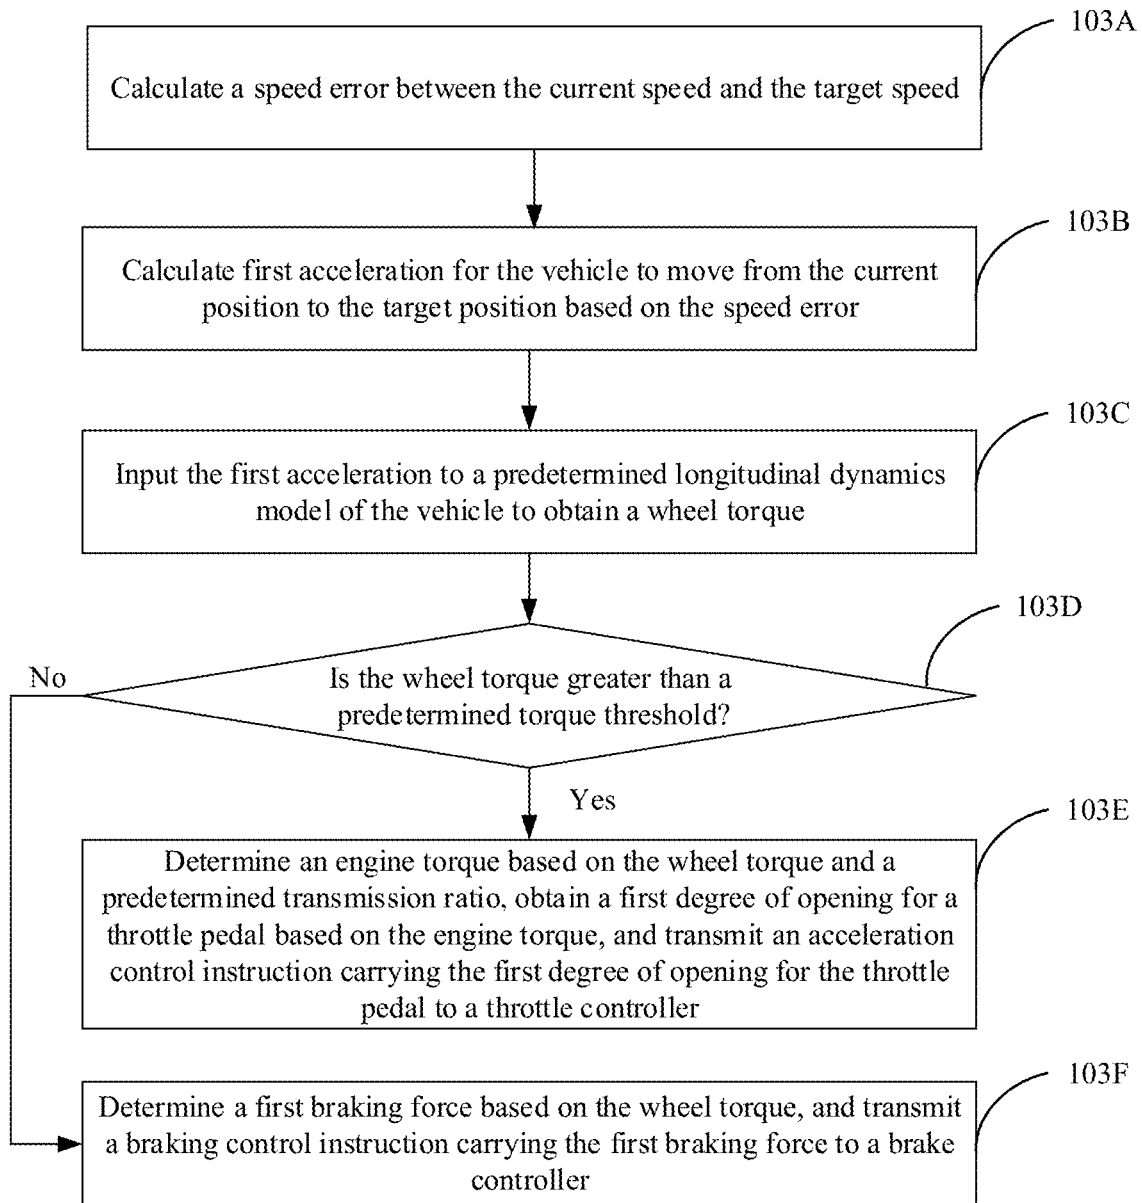 103A
Calculate a speed error between the current speed and the target speed
103B
Calculate first acceleration for the vehicle to move from the current
position to the target position based on the speed error
103C
Input the first acceleration to a predetermined longitudinal dynamics
model of the vehicle to obtain a wheel torque
103D
No
Is the wheel torque greater than a
predetermined torque threshold?
Yes
103E
Determine an engine torque based on the wheel torque and a
predetermined transmission ratio, obtain a first degree of opening for a
throttle pedal based on the engine torque, and transmit an acceleration
control instruction carrying the first degree of opening for the throttle
pedal to a throttle controller
103F
Determine a first braking force based on the wheel torque, and transmit
a braking control instruction carrying the first braking force to a brake
controller